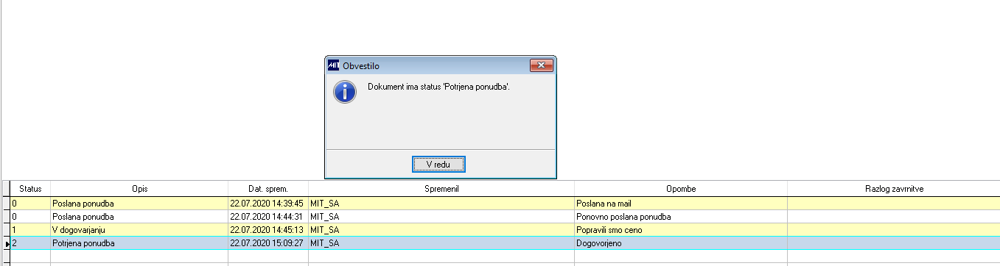 MIT Obvestilo
Dokument ima status 'Potrjena ponudba'.
V redu
Status Opis Dat. sprem. Spremenil Opombe Razlog zavrnitve
0 Poslana ponudba 22.07.2020 14:39:45 MIT_SA Poslana na mail
0 Poslana ponudba 22.07.2020 14:44:31 MIT_SA Ponovno poslana ponudba
1 V dogovarjanju 22.07.2020 14:45:13 MIT_SA Popravili smo ceno
2 Potrjena ponudba 22.07.2020 15:09:27 MIT_SA Dogovorjeno